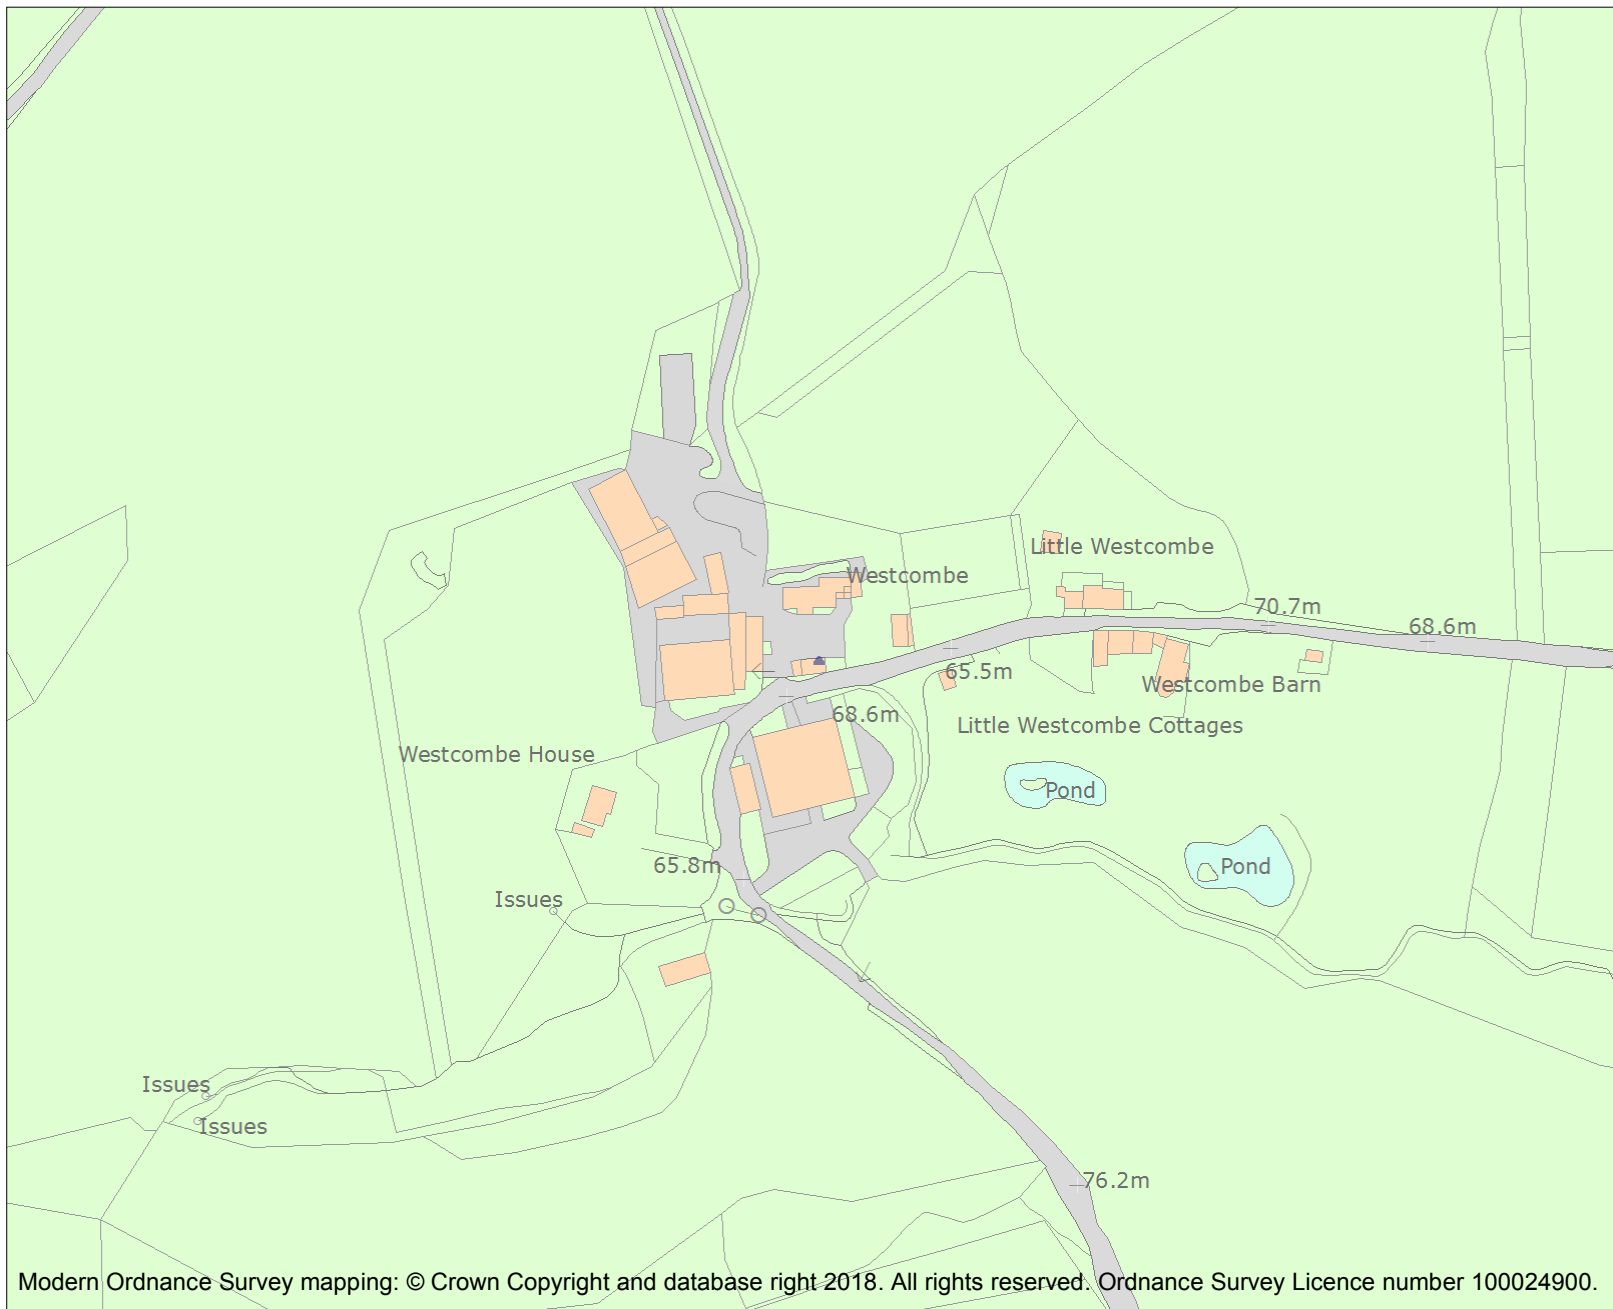 Little Westcombe
Westcombe
70.7m
68.6m
65.5m
Westcombe Barn
68.6m
Little Westcombe Cottages
Westcombe House
Pond
65.8m
Pond
Issues
Issues
Issues
76.2m
Modern Ordnance Survey mapping: © Crown Copyright and database right 2018. All rights reserved. Ordnance Survey Licence number 100024900.